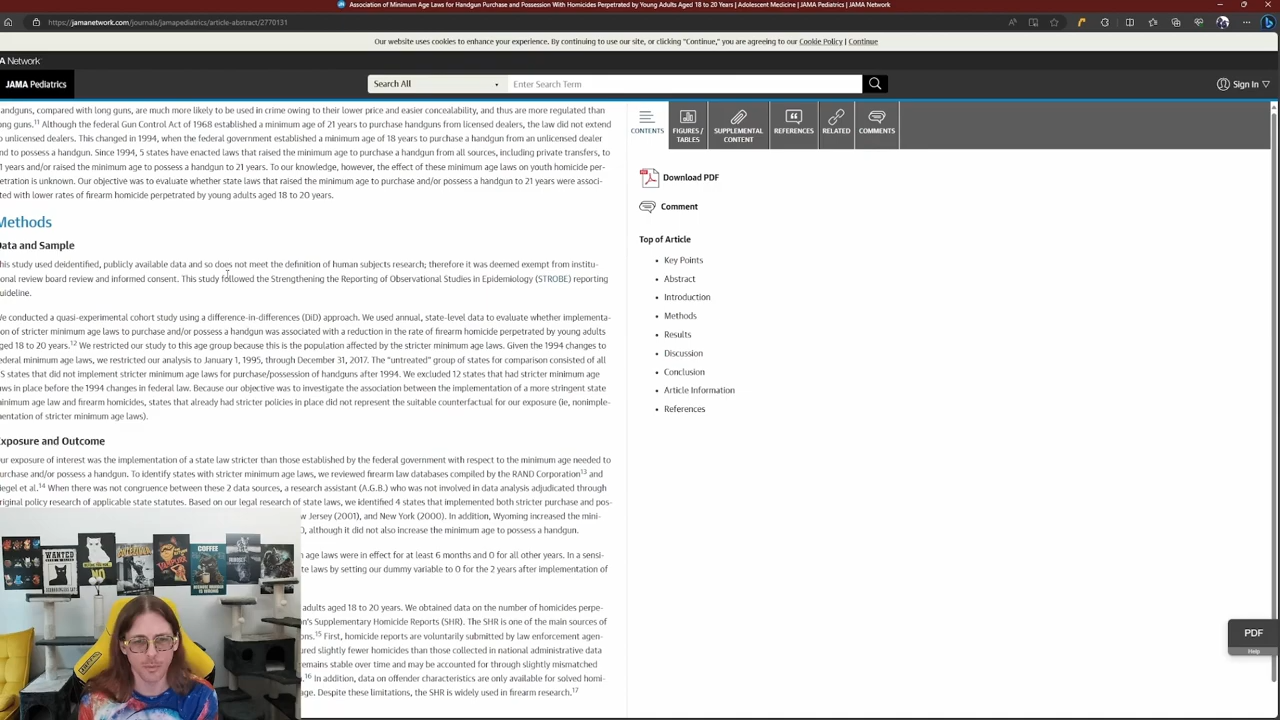 Association of Minimum Age Laws for Handgun Purchase and Possession With Homicides Perpetrated by Young Adults Aged 18 to 20 Years | Adolescent Medicine | JAMA Pediatrics | JAMA Network
https://jamanetwork.com/journals/jamapediatrics/article-abstract/2770131
Our website uses cookies to enhance your experience. By continuing to use our site, or clicking "Continue," you are agreeing to our Cookie Policy | Continue
A Network
JAMA Pediatrics
Search All
Enter Search Term
Sign In
andguns, compared with long guns, are much more likely to be used in crime owing to their lower price and easier concealability, and thus are more regulated than
ong guns.11 Although the federal Gun Control Act of 1968 established a minimum age of 21 years to purchase handguns from licensed dealers, the law did not extend
o unlicensed dealers. This changed in 1994, when the federal government established a minimum age of 18 years to purchase a handgun from an unlicensed dealer
nd to possess a handgun. Since 1994, 5 states have enacted laws that raised the minimum age to purchase a handgun from all sources, including private transfers, to
1 years and/or raised the minimum age to possess a handgun to 21 years. To our knowledge, however, the effect of these minimum age laws on youth homicide per-
etration is unknown. Our objective was to evaluate whether state laws that raised the minimum age to purchase and/or possess a handgun to 21 years were associ-
ted with lower rates of firearm homicide perpetrated by young adults aged 18 to 20 years.
Methods
Data and Sample
his study used deidentified, publicly available data and so does not meet the definition of human subjects research; therefore it was deemed exempt from institu-
onal review board review and informed consent. This study followed the Strengthening the Reporting of Observational Studies in Epidemiology (STROBE) reporting
uideline.
We conducted a quasi-experimental cohort study using a difference-in-differences (DiD) approach. We used annual, state-level data to evaluate whether implementa-
on of stricter minimum age laws to purchase and/or possess a handgun was associated with a reduction in the rate of firearm homicide perpetrated by young adults
ged 18 to 20 years.12 We restricted our study to this age group because this is the population affected by the stricter minimum age laws. Given the 1994 changes to
ederal minimum age laws, we restricted our analysis to January 1, 1995, through December 31, 2017. The "untreated" group of states for comparison consisted of all
states that did not implement stricter age laws for purchase/possession of handguns after 1994. We excluded 12 states that had stricter minimum age
aws in place before the 1994 changes in federal law. Because our objective was to investigate the association between the implementation of a more stringent state
minimum age law and firearm homicides, states that already had stricter policies in place did not represent the suitable counterfactual for our exposure (ie, nonimple-
mentation of stricter minimum age laws).
Exposure and Outcome
ur exposure of interest was the implementation of a state law stricter than those established by the federal government with respect to the minimum age needed to
urchase and/or possess a handgun. To identify states with stricter minimum age laws, we reviewed firearm law databases compiled by the RAND Corporation13 and
iegel et al.14 When there was not congruence between these 2 data sources, a research assistant (A.G.B.) who was not involved in data analysis adjudicated through
riginal policy research of applicable state statutes. Based on our legal research of state laws, we identified 4 states that implemented both stricter purchase and pos-
w Jersey (2001), and New York (2000). In addition, Wyoming increased the mini-
0, although it did not also increase the minimum age to possess a handgun.
age laws were in effect for at least 6 months and 0 for all other years. In a sensi-
te laws by setting our dummy variable to 0 for the 2 years after implementation of
adults aged 18 to 20 years. We obtained data on the number of homicides perpe-
on's Supplementary Homicide Reports (SHR). The SHR is one of the main sources of
ons.15 First, homicide reports are voluntarily submitted by law enforcement agen-
ured slightly fewer homicides than those collected in national administrative data
remains stable over time and may be accounted for through slightly mismatched
.16 In addition, data on offender characteristics are only available for solved homi-
age. Despite these limitations, the SHR is widely used in firearm research.17
CONTENTS
FIGURES / TABLES
SUPPLEMENTAL CONTENT
REFERENCES
RELATED
COMMENTS
Download PDF
Comment
Top of Article
Key Points
Abstract
Introduction
Methods
Results
Discussion
Conclusion
Article Information
References
PDF
Help
WANTED
COFFEE